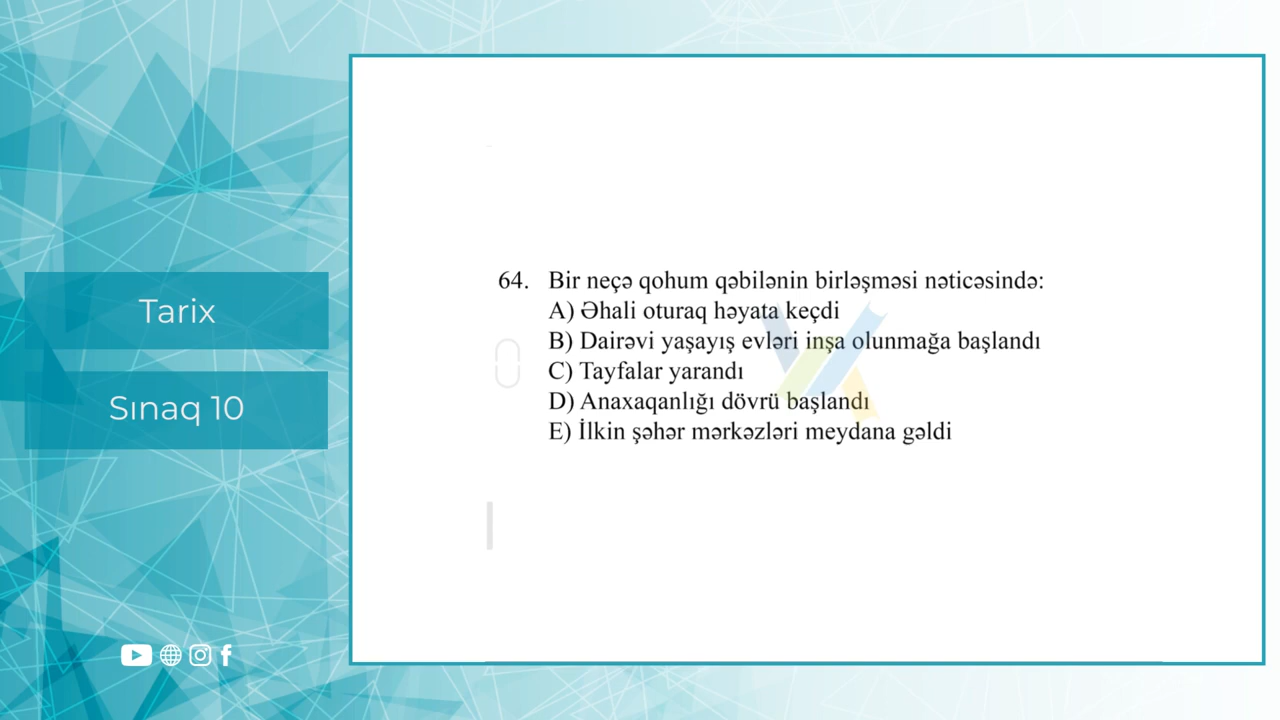 Tarix
Sınaq 10
64. Bir neçə qohum qəbilənin birləşməsi nəticəsində:
A) Əhali oturaq həyata keçdi
B) Dairəvi yaşayış evləri inşa olunmağa başlandı
C) Tayfalar yarandı
D) Anaxaqanlığı dövrü başlandı
E) İlkin şəhər mərkəzləri meydana gəldi